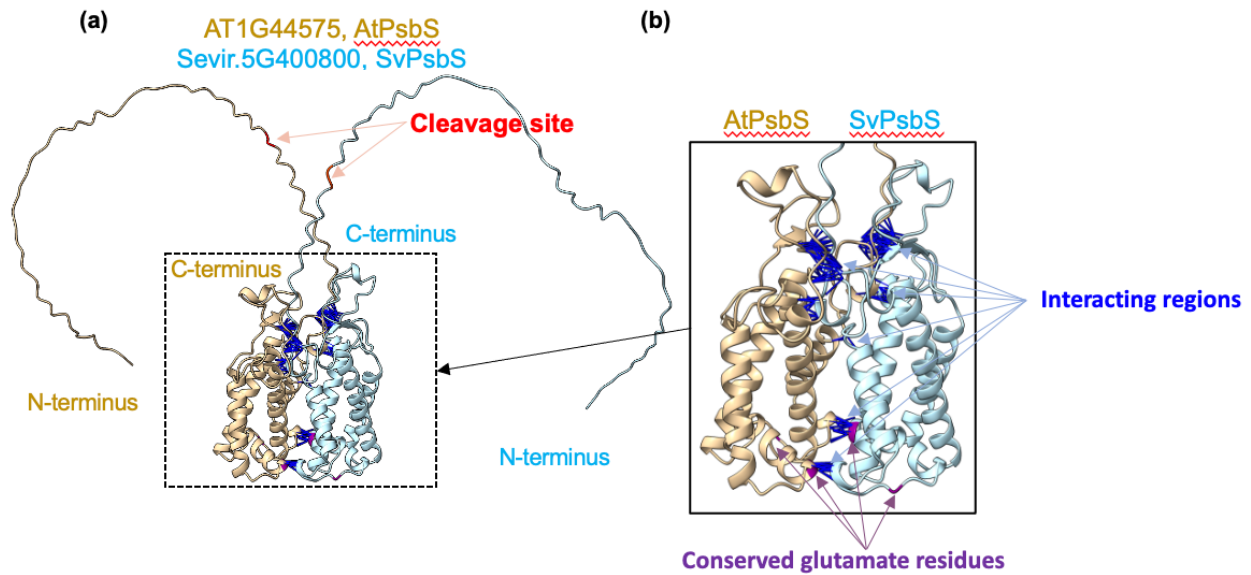 (a)
AT1G44575, AtPsbS
Sevir.5G400800, SvPsbS
Cleavage site
C-terminus
C-terminus
N-terminus
N-terminus
(b)
AtPsbS SvPsbS
Interacting regions
Conserved glutamate residues